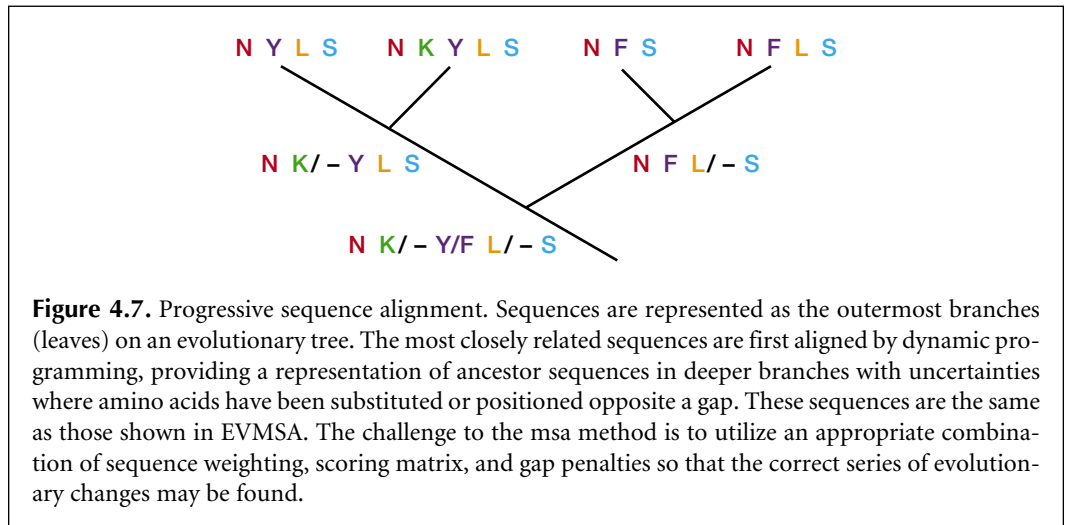 N Y L S N K Y L S N F S N F L S
N K/ – Y L S N F L/ – S
N K/ – Y/F L/ – S
Figure 4.7. Progressive sequence alignment. Sequences are represented as the outermost branches
(leaves) on an evolutionary tree. The most closely related sequences are first aligned by dynamic pro-
gramming, providing a representation of ancestor sequences in deeper branches with uncertainties
where amino acids have been substituted or positioned opposite a gap. These sequences are the same
as those shown in EVMSA. The challenge to the msa method is to utilize an appropriate combina-
tion of sequence weighting, scoring matrix, and gap penalties so that the correct series of evolution-
ary changes may be found.